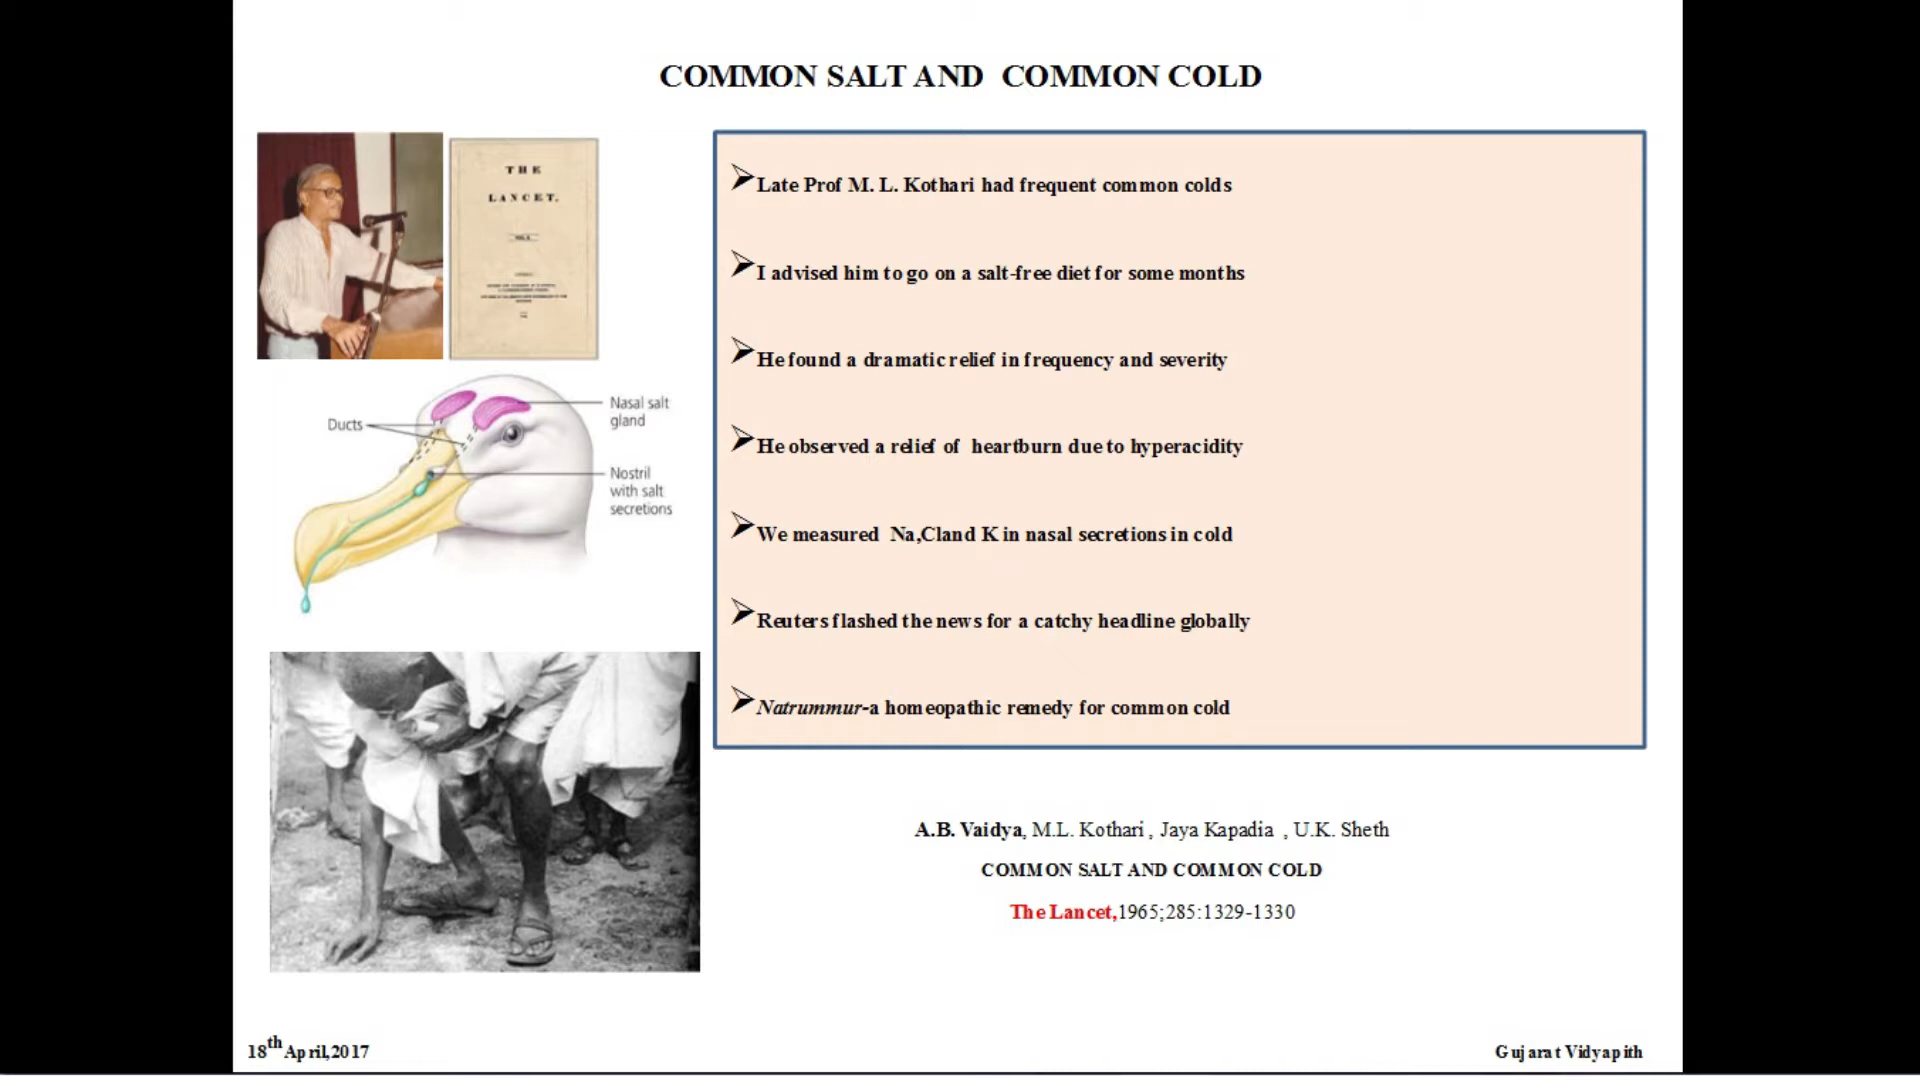 COMMON SALT AND COMMON COLD
THE
LANCET.
Ducts
Nasal salt
gland
Nostril
with salt
secretions
➢Late Prof M. L. Kothari had frequent common colds
➢I advised him to go on a salt-free diet for some months
➢He found a dramatic relief in frequency and severity
➢He observed a relief of heartburn due to hyperacidity
➢We measured Na,Cland K in nasal secretions in cold
➢Reuters flashed the news for a catchy headline globally
➢Natrummur-a homeopathic remedy for common cold
A.B. Vaidya, M.L. Kothari , Jaya Kapadia , U.K. Sheth
COMMON SALT AND COMMON COLD
The Lancet,1965;285:1329-1330
18th April,2017
Gujarat Vidyapith